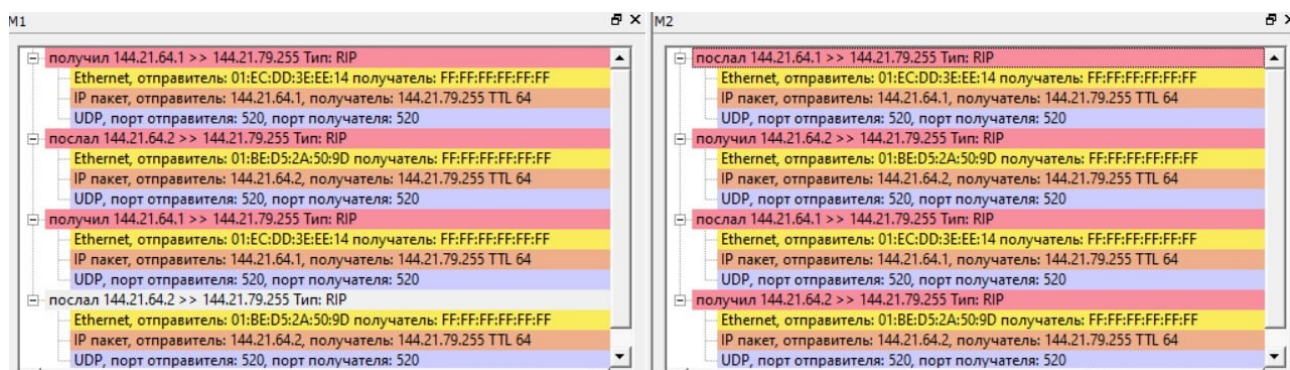 M1
получил 144.21.64.1 >> 144.21.79.255 Тип: RIP
Ethernet, отправитель: 01:EC:DD:3E:EE:14 получатель: FF:FF:FF:FF:FF:FF
IP пакет, отправитель: 144.21.64.1, получатель: 144.21.79.255 TTL 64
UDP, порт отправителя: 520, порт получателя: 520
послал 144.21.64.2 >> 144.21.79.255 Тип: RIP
Ethernet, отправитель: 01:BE:D5:2A:50:9D получатель: FF:FF:FF:FF:FF:FF
IP пакет, отправитель: 144.21.64.2, получатель: 144.21.79.255 TTL 64
UDP, порт отправителя: 520, порт получателя: 520
получил 144.21.64.1 >> 144.21.79.255 Тип: RIP
Ethernet, отправитель: 01:EC:DD:3E:EE:14 получатель: FF:FF:FF:FF:FF:FF
IP пакет, отправитель: 144.21.64.1, получатель: 144.21.79.255 TTL 64
UDP, порт отправителя: 520, порт получателя: 520
послал 144.21.64.2 >> 144.21.79.255 Тип: RIP
Ethernet, отправитель: 01:BE:D5:2A:50:9D получатель: FF:FF:FF:FF:FF:FF
IP пакет, отправитель: 144.21.64.2, получатель: 144.21.79.255 TTL 64
UDP, порт отправителя: 520, порт получателя: 520
M2
послал 144.21.64.1 >> 144.21.79.255 Тип: RIP
Ethernet, отправитель: 01:EC:DD:3E:EE:14 получатель: FF:FF:FF:FF:FF:FF
IP пакет, отправитель: 144.21.64.1, получатель: 144.21.79.255 TTL 64
UDP, порт отправителя: 520, порт получателя: 520
получил 144.21.64.2 >> 144.21.79.255 Тип: RIP
Ethernet, отправитель: 01:BE:D5:2A:50:9D получатель: FF:FF:FF:FF:FF:FF
IP пакет, отправитель: 144.21.64.2, получатель: 144.21.79.255 TTL 64
UDP, порт отправителя: 520, порт получателя: 520
послал 144.21.64.1 >> 144.21.79.255 Тип: RIP
Ethernet, отправитель: 01:EC:DD:3E:EE:14 получатель: FF:FF:FF:FF:FF:FF
IP пакет, отправитель: 144.21.64.1, получатель: 144.21.79.255 TTL 64
UDP, порт отправителя: 520, порт получателя: 520
получил 144.21.64.2 >> 144.21.79.255 Тип: RIP
Ethernet, отправитель: 01:BE:D5:2A:50:9D получатель: FF:FF:FF:FF:FF:FF
IP пакет, отправитель: 144.21.64.2, получатель: 144.21.79.255 TTL 64
UDP, порт отправителя: 520, порт получателя: 520